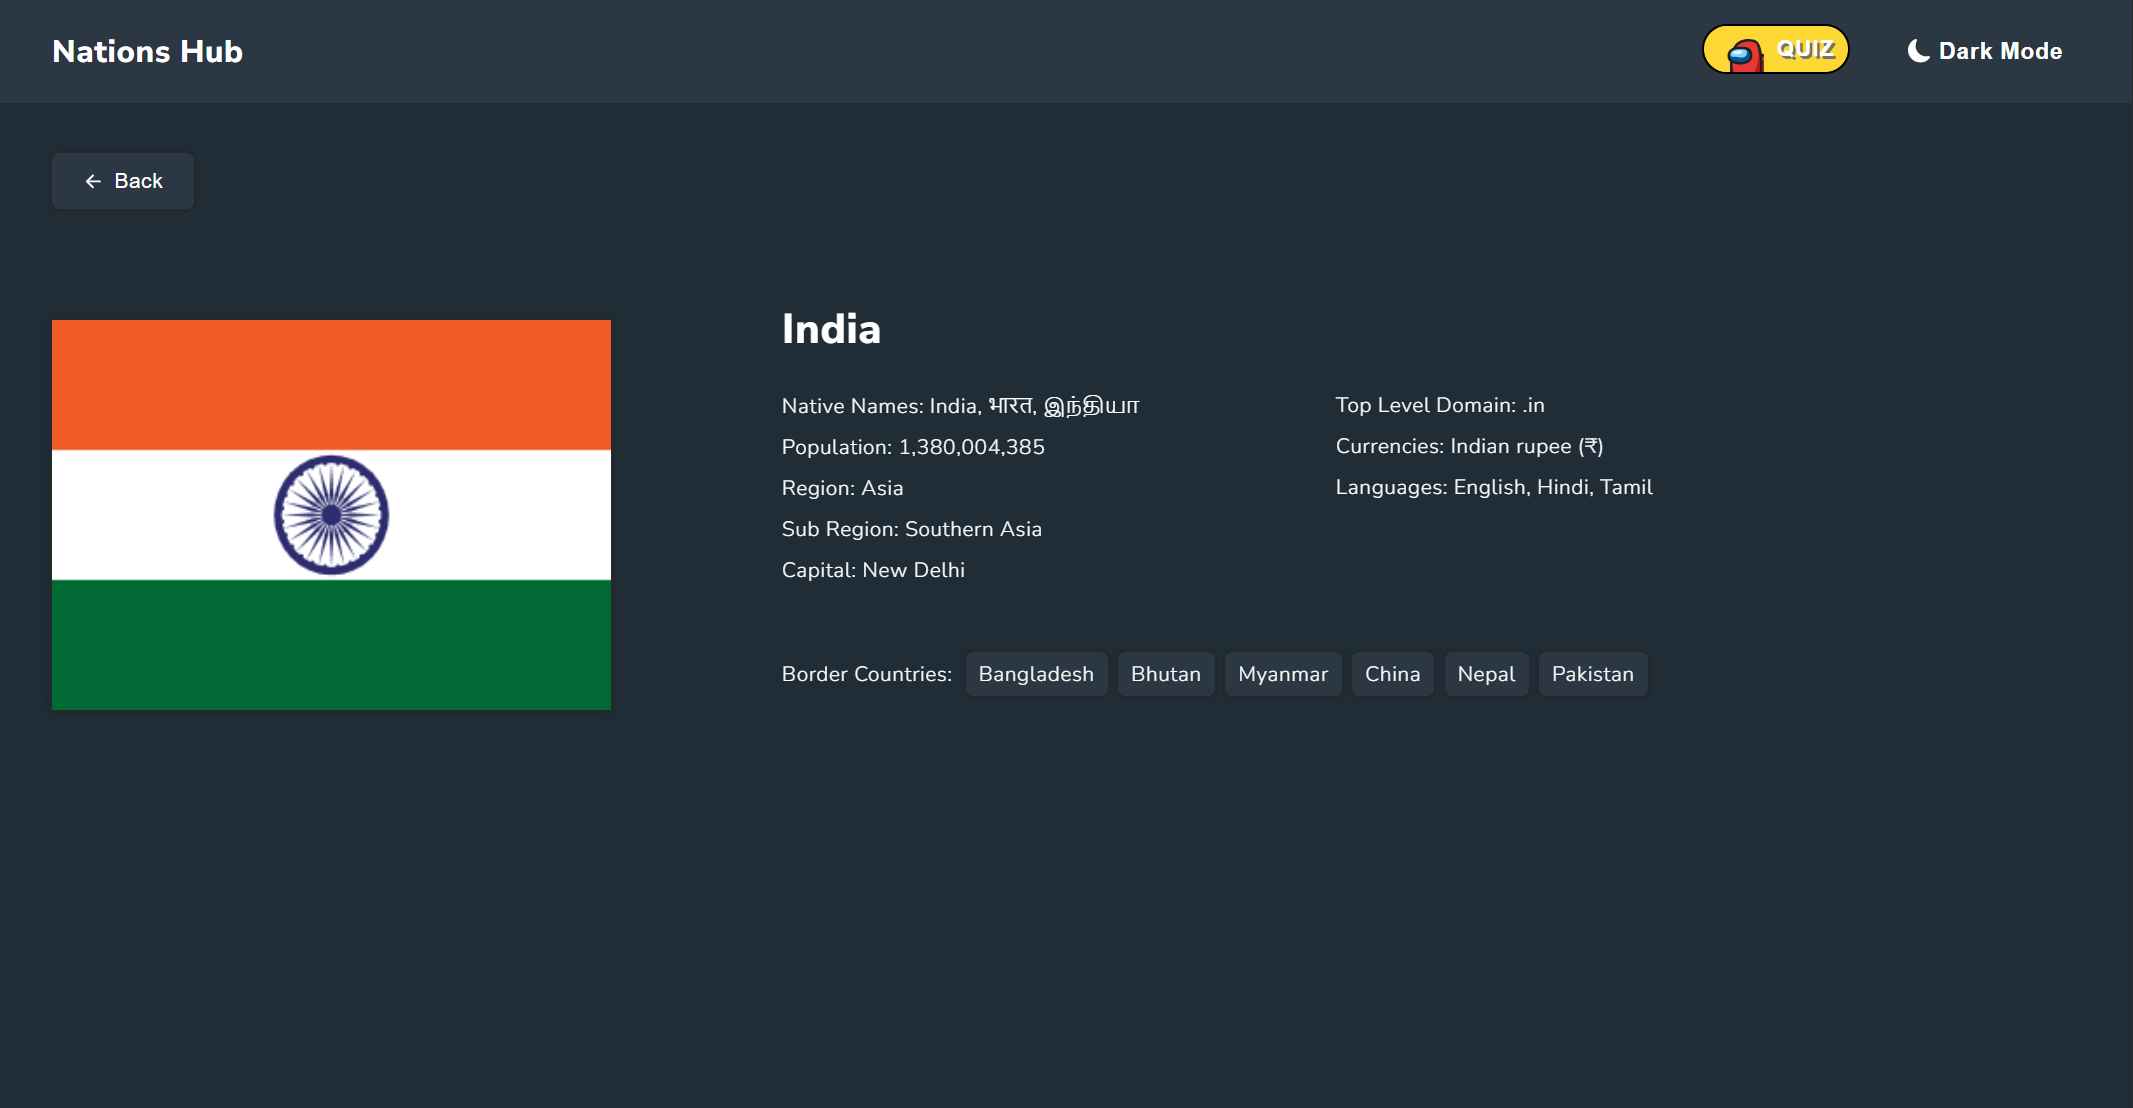 Nations Hub
QUIZ
Dark Mode
← Back
India
Native Names: India, भारत, இந்தியா
Population: 1,380,004,385
Region: Asia
Sub Region: Southern Asia
Capital: New Delhi
Top Level Domain: .in
Currencies: Indian rupee (₹)
Languages: English, Hindi, Tamil
Border Countries: Bangladesh Bhutan Myanmar China Nepal Pakistan